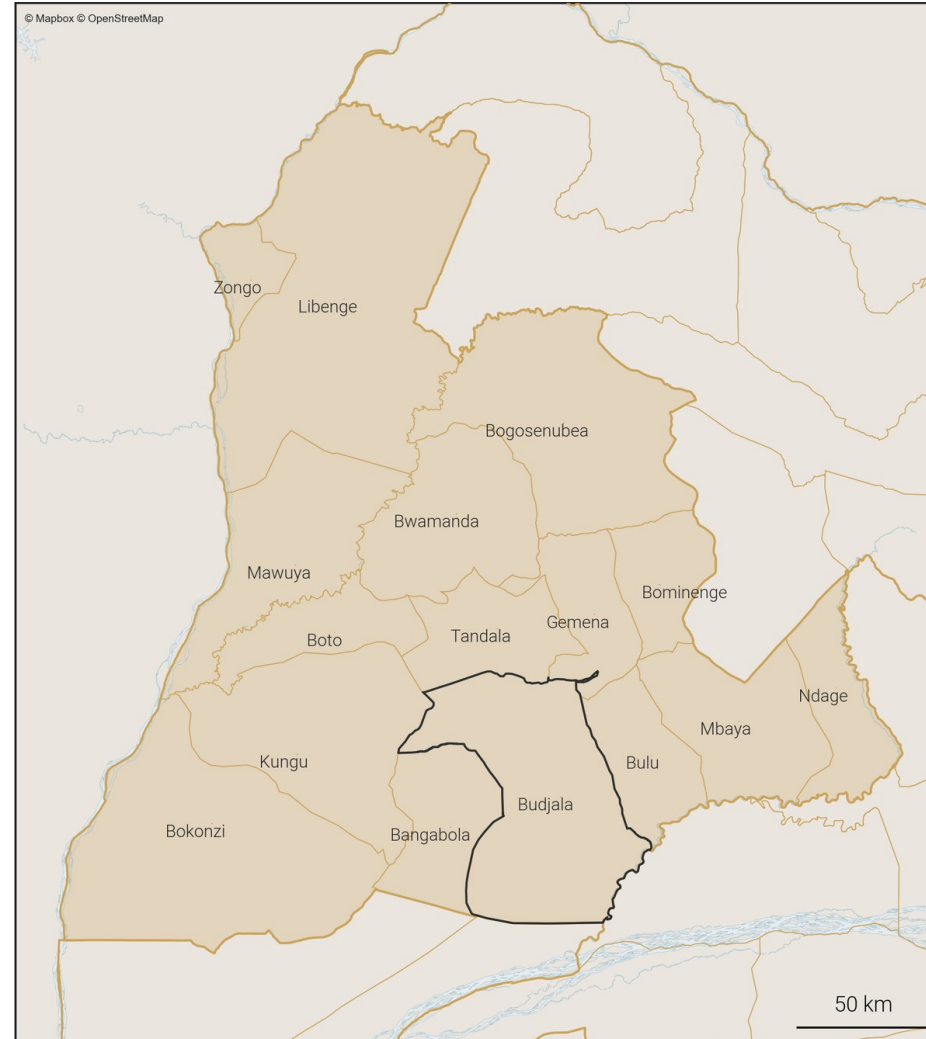 © Mapbox © OpenStreetMap
Zongo
Libenge
Bogosenubea
Bwamanda
Mawuya
Bominenge
Gemena
Boto
Tandala
Ndage
Mbaya
Kungu
Bulu
Budjala
Bokonzi
Bangabola
50 km